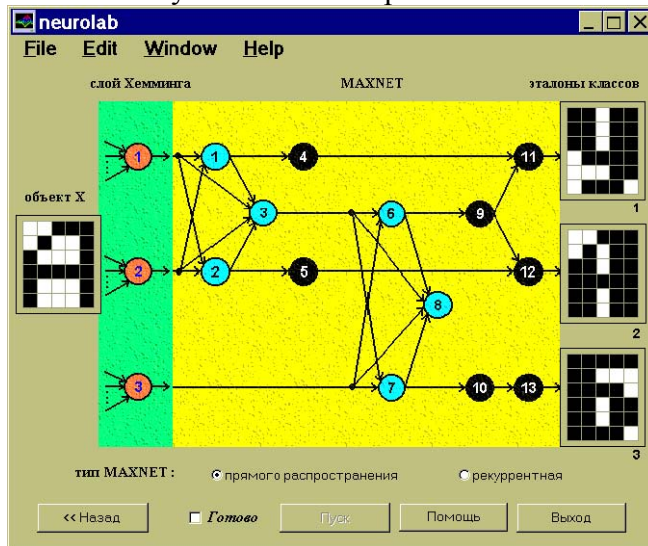 neurolab
File Edit Window Help
слой Хемминга MAXNET эталоны классов
1 1 4 11
объект X
3 6 9
1
2 2 5 12
8
2
3 7 10 13
3
тип MAXNET : прямого распространения рекуррентная
<< Назад Готово Пуск Помощь Выход